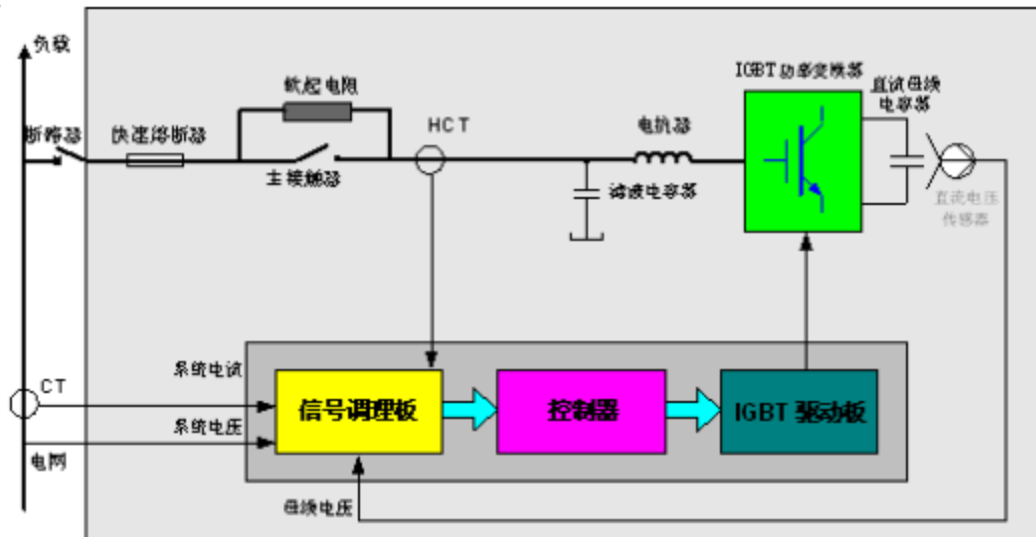 负载
IGBT功率变换器
直流母线
电容器
软起电阻
HCT
电抗器
断路器
快速熔断器
主接触器
滤波电容器
直流电压
传感器
系统电流
CT
信号调理板
控制器
IGBT 驱动板
系统电压
电网
母线电压